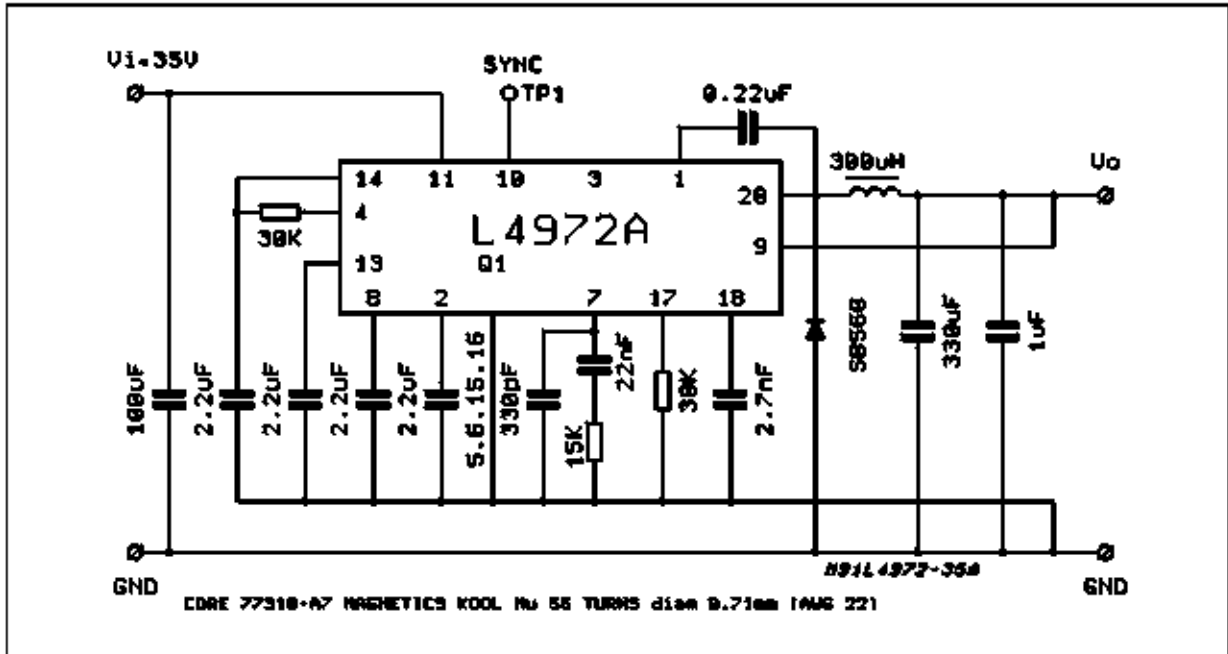 Vi=35V
SYNC
TP1
0.22uF
300uH
Vo
14
11
10
3
1
20
4
30K
L4972A
9
13
Q1
8
2
7
17
18
100uF
2.2uF
2.2uF
2.2uF
2.2uF
5.6.15.16
330pF
22nF
15K
30K
2.7nF
SB560
330uF
1uF
GND
M91L4972-35A
GND
CORE 77310-A7 MAGNETICS KOOL Mu 56 TURNS diam 0.71mm (AWG 22)